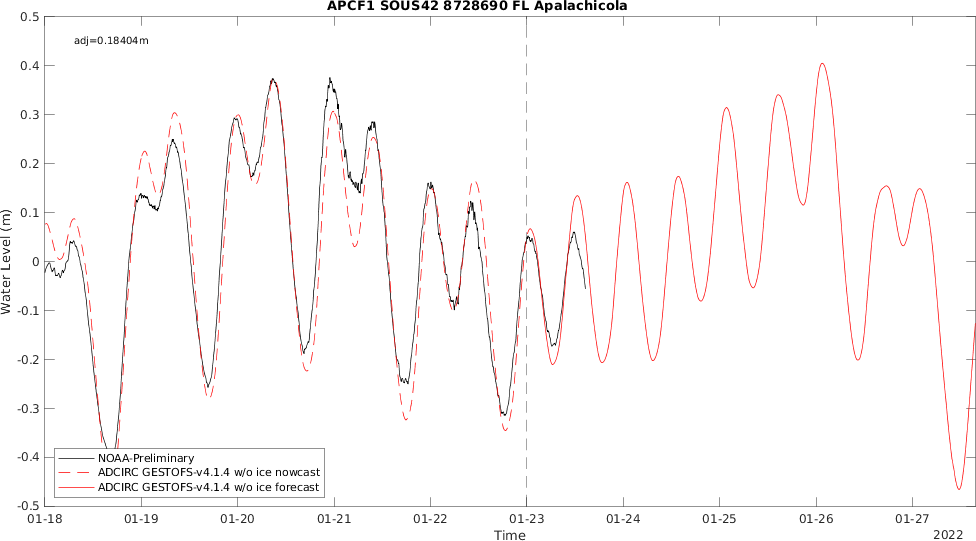 APCF1 SOUS42 8728690 FL Apalachicola
adj=0.18404m
0.5
0.4
0.3
0.2
0.1
0
-0.1
-0.2
-0.3
-0.4
-0.5
Water Level (m)
NOAA-Preliminary
ADCIRC GESTOFS-v4.1.4 w/o ice nowcast
ADCIRC GESTOFS-v4.1.4 w/o ice forecast
01-18 01-19 01-20 01-21 01-22 01-23 01-24 01-25 01-26 01-27
Time
2022